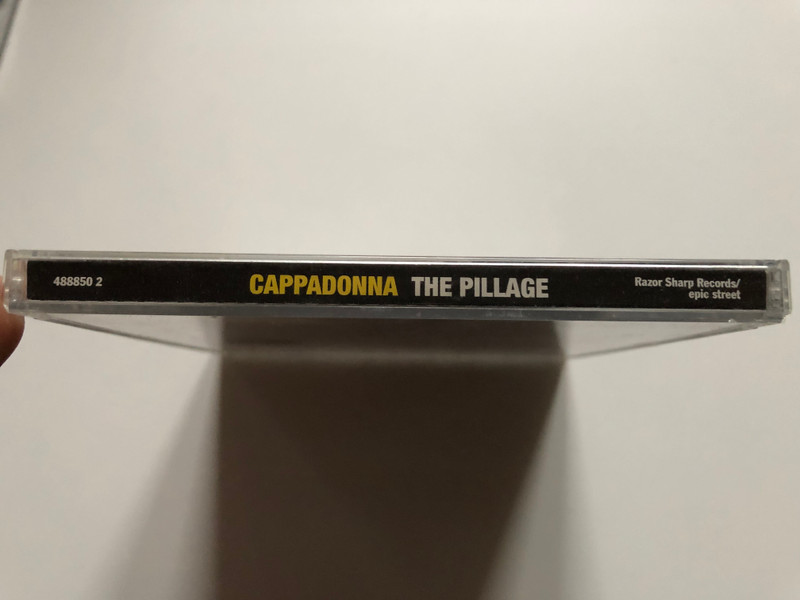 488850 2
CAPPADONNA THE PILLAGE
Razor Sharp Records/
epic street